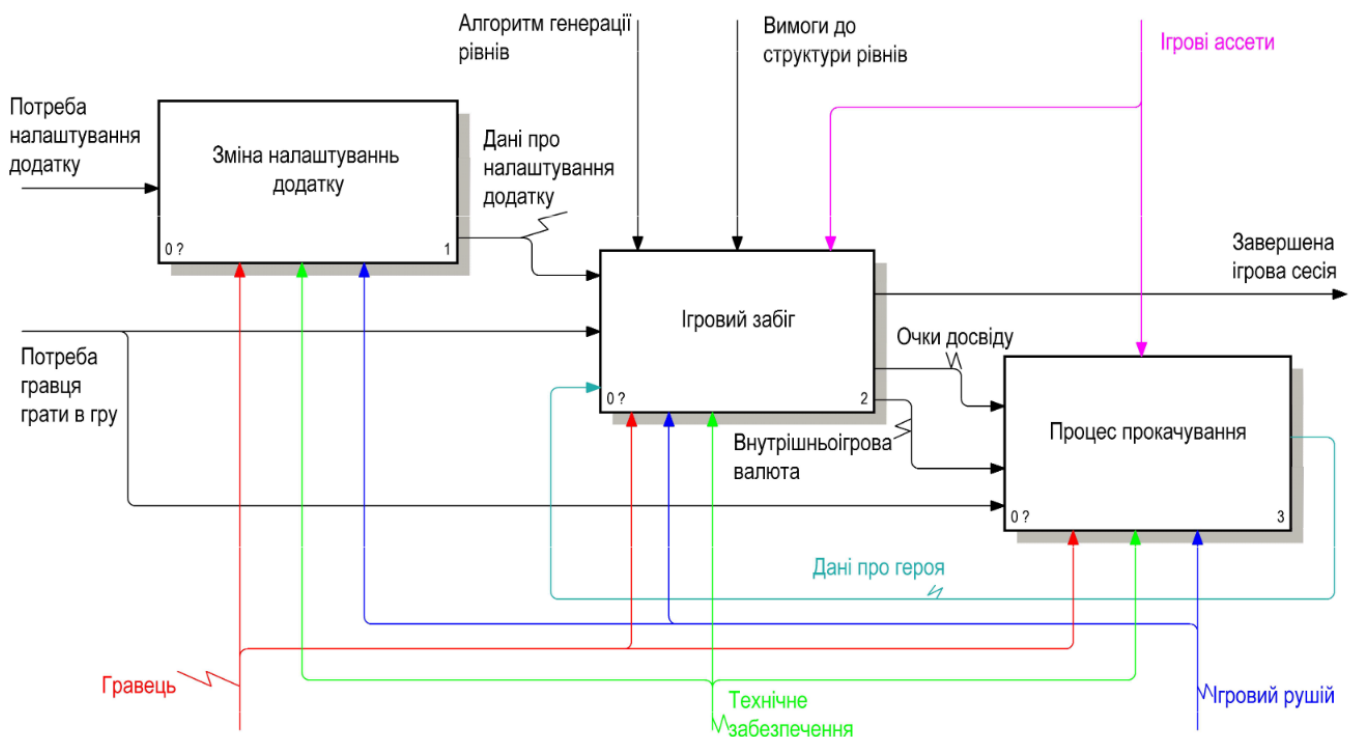 Алгоритм генерації
рівнів
Вимоги до
структури рівнів
Ігрові ассети
Потреба
налаштування
додатку
Зміна налаштуваннь
додатку
0 ?
1
Дані про
налаштування
додатку
Завершена
ігрова сесія
Ігровий забіг
0 ?
2
Потреба
гравця
грати в гру
Очки досвіду
Внутрішньоігрова
валюта
Процес прокачування
0 ?
3
Дані про героя
Гравець
Технічне
забезпечення
Ігровий рушій